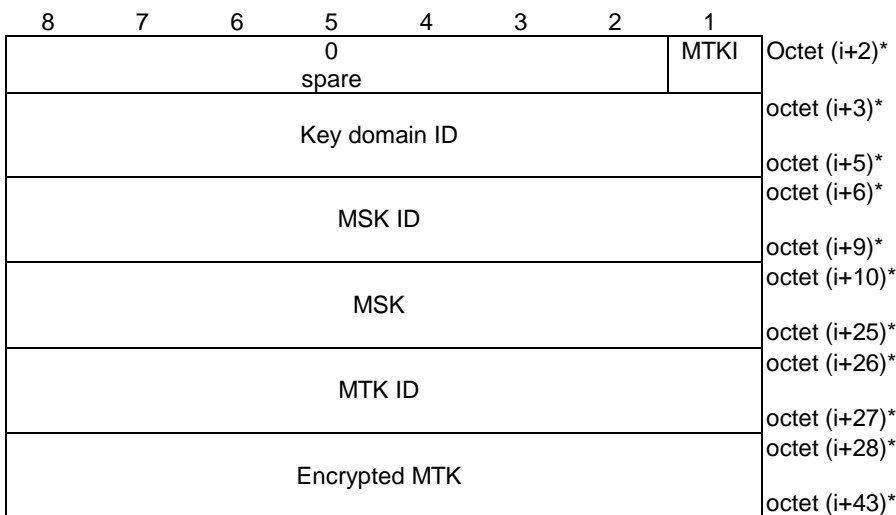 8 7 6 5 4 3 2 1
0 MTKI Octet (i+2)*
spare
octet (i+3)*
Key domain ID
octet (i+5)*
octet (i+6)*
MSK ID
octet (i+9)*
octet (i+10)*
MSK
octet (i+25)*
octet (i+26)*
MTK ID
octet (i+27)*
octet (i+28)*
Encrypted MTK
octet (i+43)*